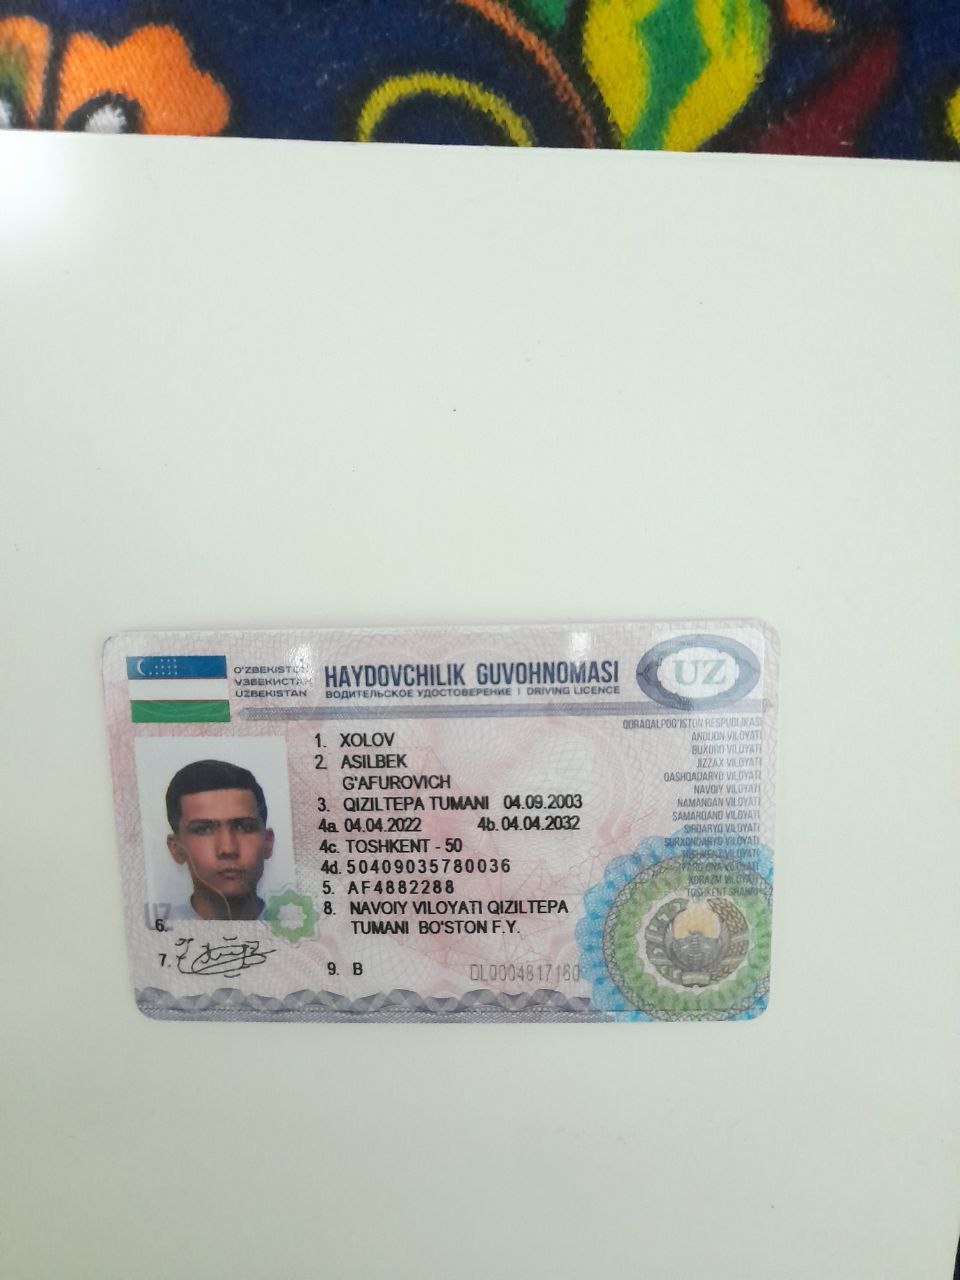 O'ZBEKISTON
ЎЗБЕКИСТАН
UZBEKISTAN
HAYDOVCHILIK GUVOHNOMASI
ВОДИТЕЛЬСКОЕ УДОСТОВЕРЕНИЕ | DRIVING LICENCE
UZ
1. XOLOV
2. ASILBEK
G'AFUROVICH
3. QIZILTEPA TUMANI 04.09.2003
4a. 04.04.2022 4b. 04.04.2032
4c. TOSHKENT - 50
4d. 50409035780036
5. AF4882288
8. NAVOIY VILOYATI QIZILTEPA
TUMANI BO'STON F.Y.
9. B
DL0004817160
QORAQALPOG'ISTON RESPUBLIKASI
ANDIJON VILOYATI
BUXORO VILOYATI
JIZZAX VILOYATI
QASHQADARYO VILOYATI
NAVOIY VILOYATI
NAMANGAN VILOYATI
SAMARQAND VILOYATI
SIRDARYO VILOYATI
SURXONDARYO VILOYATI
TOSHKENT VILOYATI
FARG'ONA VILOYATI
XORAZM VILOYATI
TOSHKENT SHAHRI
UZ
6.
7.